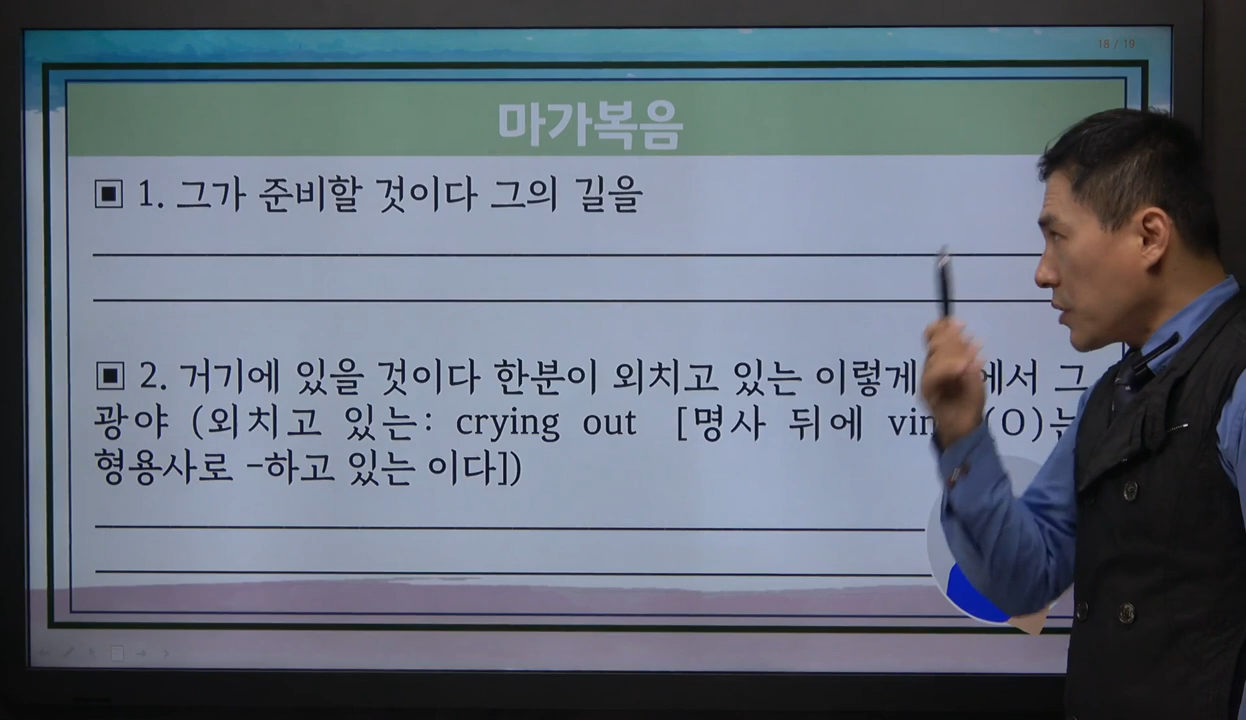 18 / 19
마가복음
▣ 1. 그가 준비할 것이다 그의 길을
▣ 2. 거기에 있을 것이다 한분이 외치고 있는 이렇게 에서 그
광야 (외치고 있는: crying out [명사 뒤에 (O)는
형용사로 -하고 있는 이다])